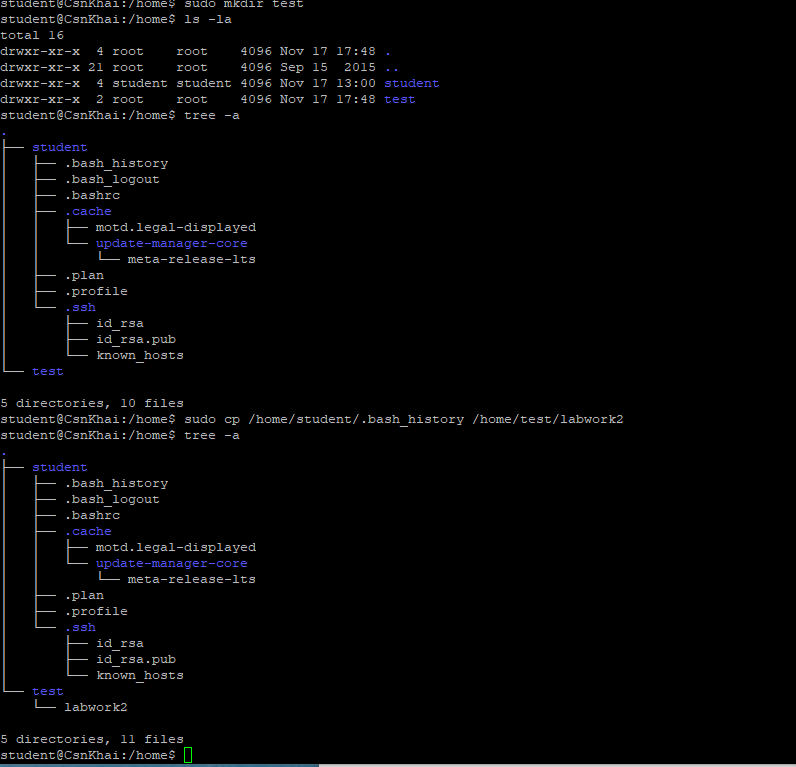 student@CsnKhai:/home$ sudo mkdir test
student@CsnKhai:/home$ ls -la
total 16
drwxr-xr-x  4 root    root    4096 Nov 17 17:48 .
drwxr-xr-x 21 root    root    4096 Sep 15  2015 ..
drwxr-xr-x  4 student student 4096 Nov 17 13:00 student
drwxr-xr-x  2 root    root    4096 Nov 17 17:48 test
student@CsnKhai:/home$ tree -a
.
├── student
│   ├── .bash_history
│   ├── .bash_logout
│   ├── .bashrc
│   ├── .cache
│   │   ├── motd.legal-displayed
│   │   └── update-manager-core
│   │       └── meta-release-lts
│   ├── .plan
│   ├── .profile
│   └── .ssh
│       ├── id_rsa
│       ├── id_rsa.pub
│       └── known_hosts
└── test
5 directories, 10 files
student@CsnKhai:/home$ sudo cp /home/student/.bash_history /home/test/labwork2
student@CsnKhai:/home$ tree -a
.
├── student
│   ├── .bash_history
│   ├── .bash_logout
│   ├── .bashrc
│   ├── .cache
│   │   ├── motd.legal-displayed
│   │   └── update-manager-core
│   │       └── meta-release-lts
│   ├── .plan
│   ├── .profile
│   └── .ssh
│       ├── id_rsa
│       ├── id_rsa.pub
│       └── known_hosts
└── test
    └── labwork2
5 directories, 11 files
student@CsnKhai:/home$